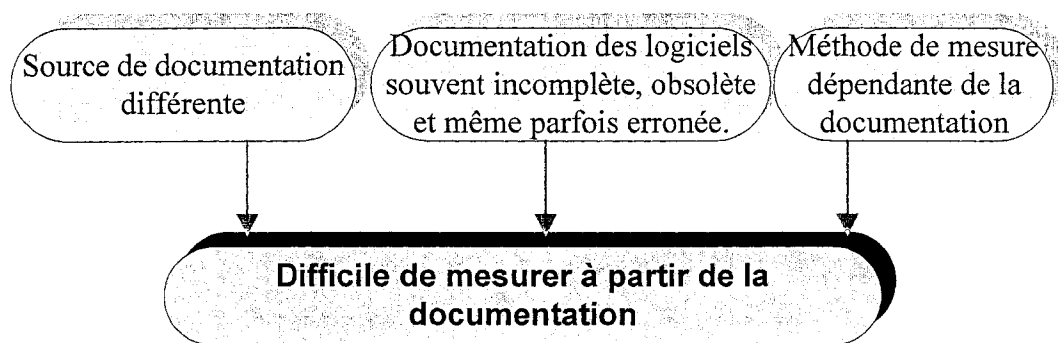 Source de documentation
différente
Documentation des logiciels
souvent incomplète, obsolète
et même parfois erronée.
Méthode de mesure
dépendante de la
documentation
Difficile de mesurer à partir de la
documentation